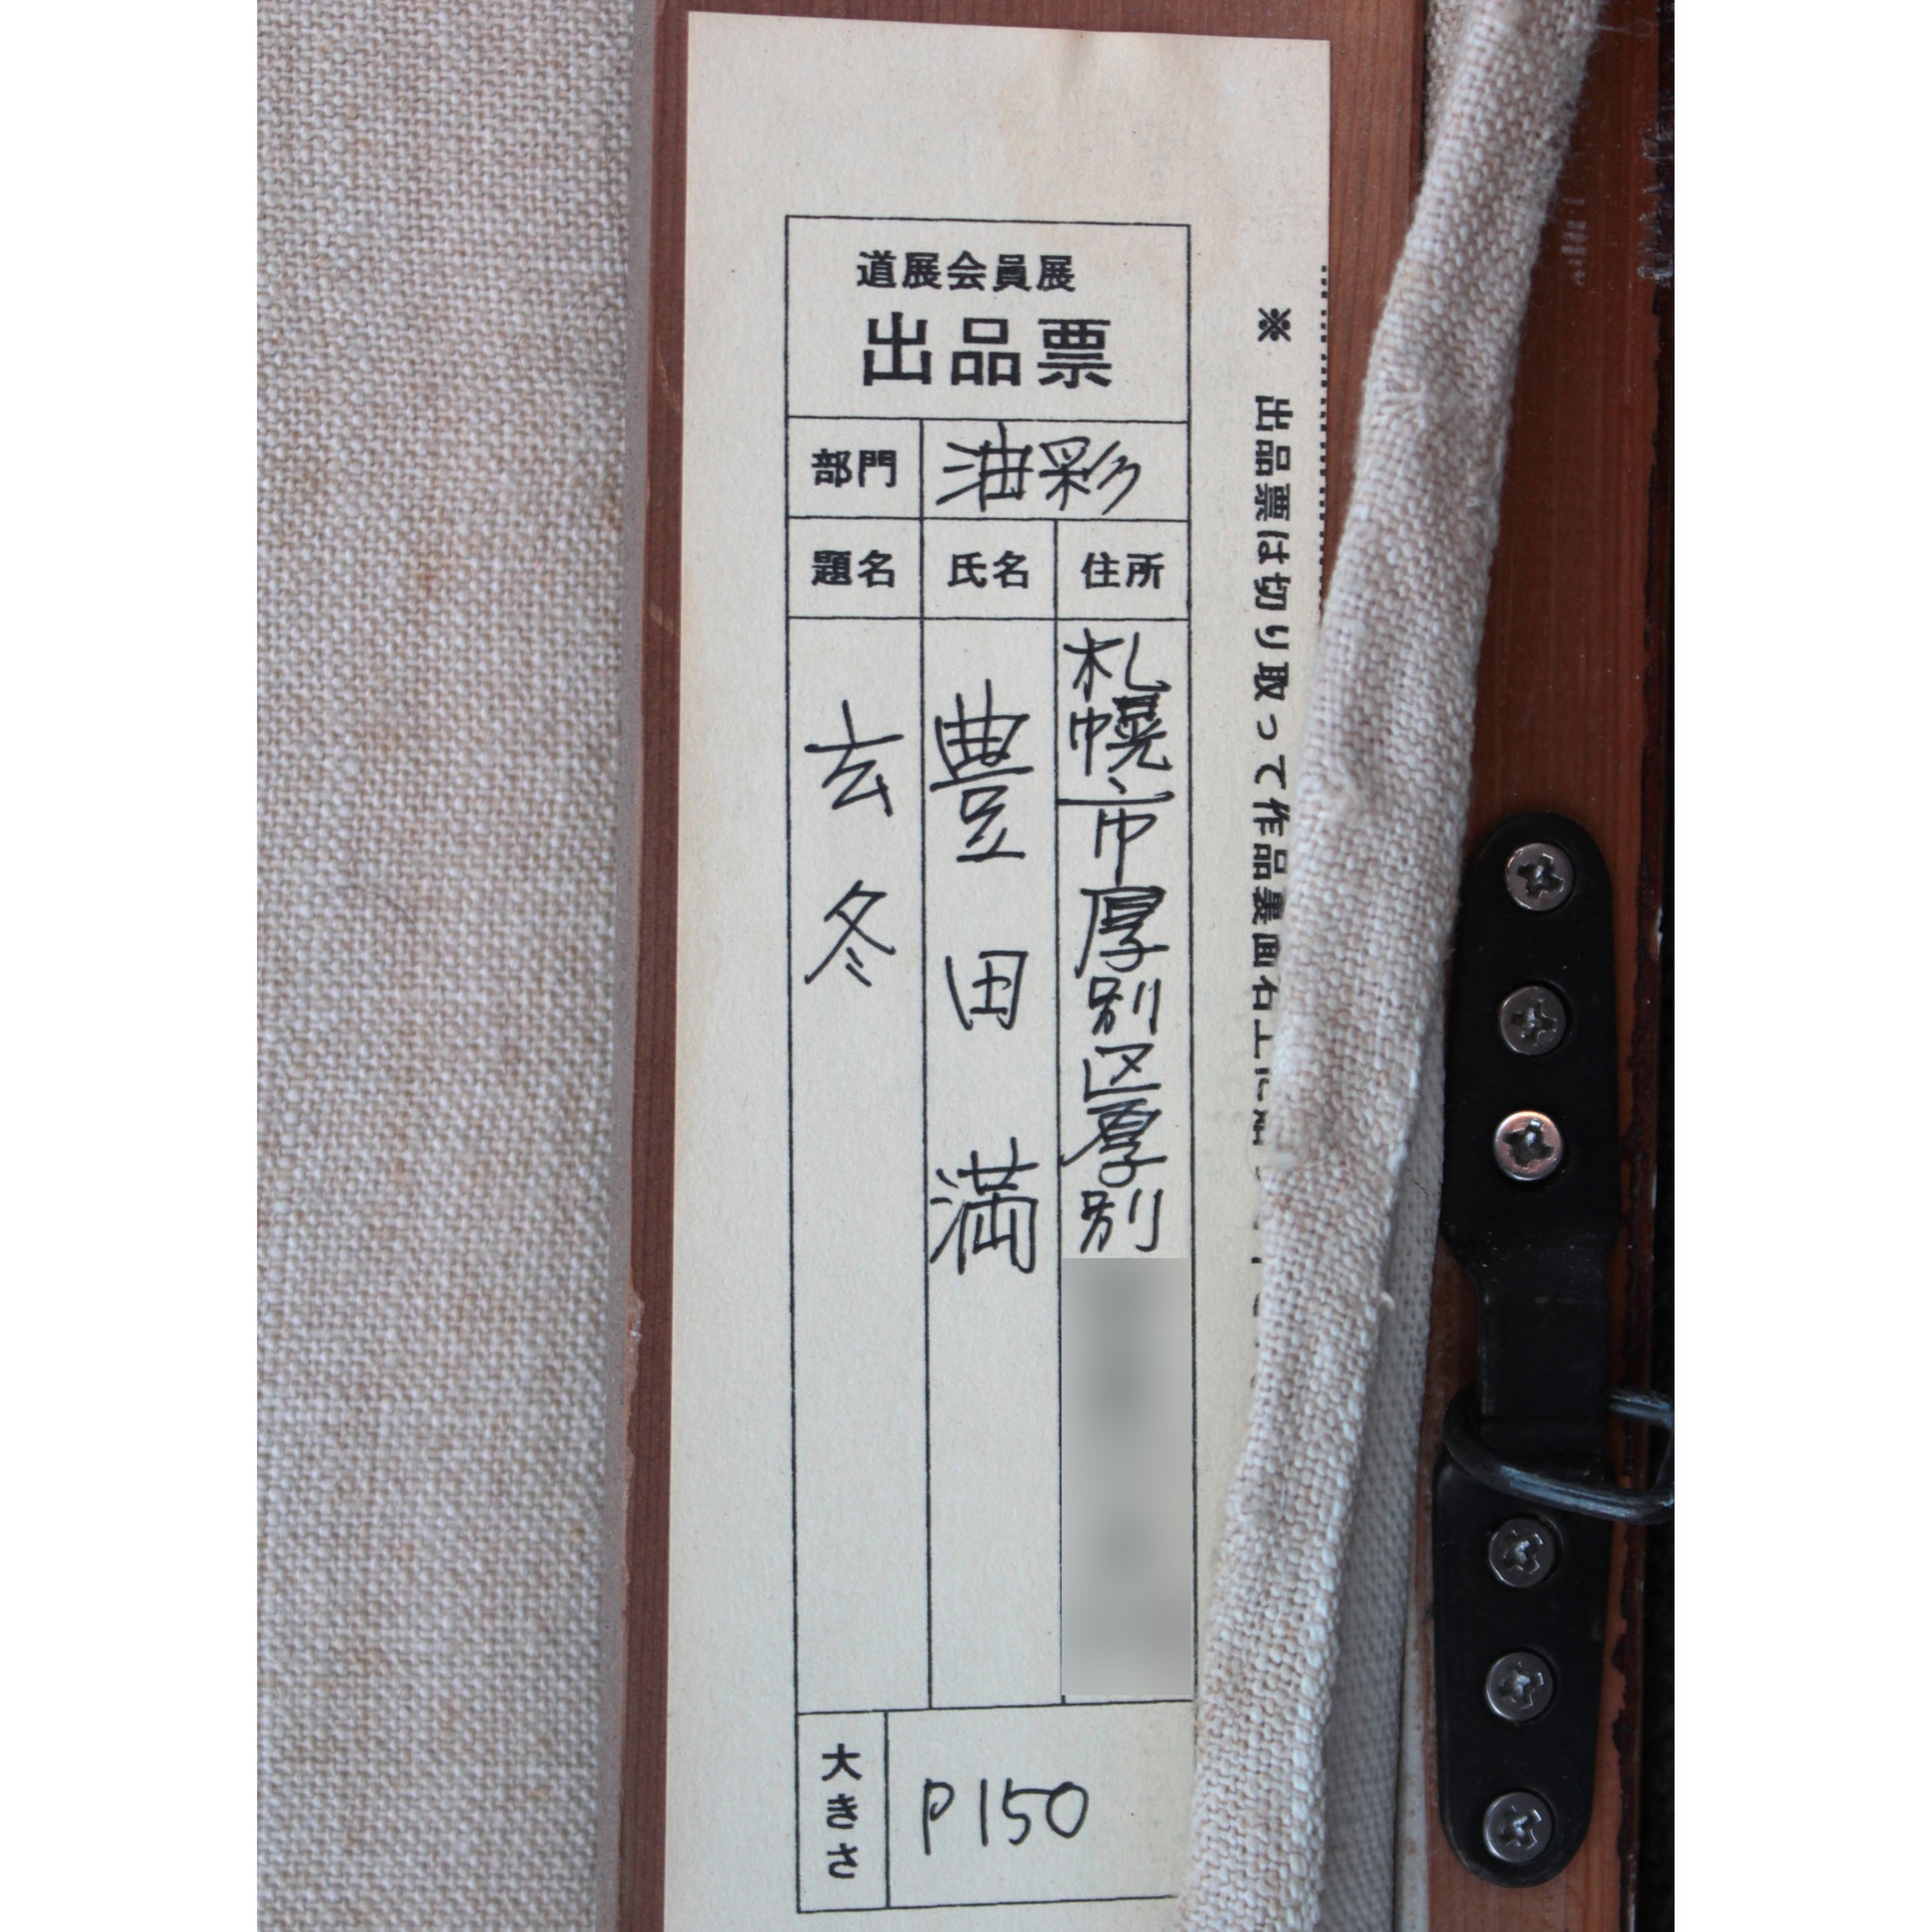 道展会員展
出品票
部門 油彩
題名 氏名 住所
札幌市厚別区厚別
豊田満
玄冬
大きさ P150
※ 出品票は切り取って作品裏面右上に